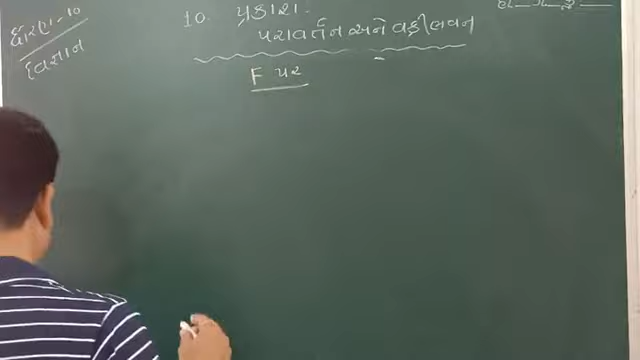 ધોરણ-10
વિજ્ઞાન
10. પ્રકાશ.
પરાવર્તન અને વક્રીભવન
F પર